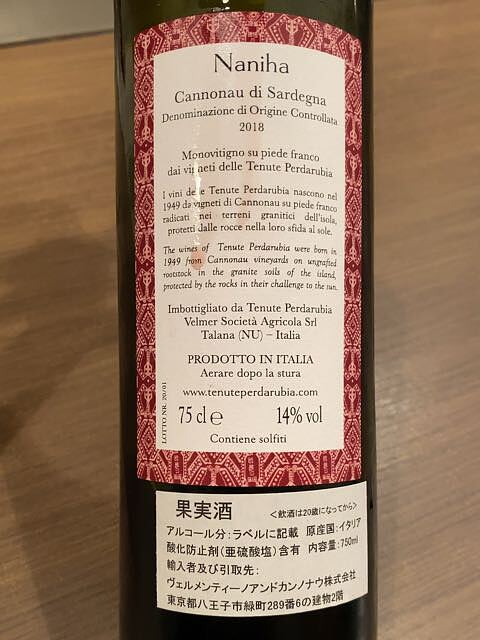 Naniha
Cannonau di Sardegna
Denominazione di Origine Controllata
2018
Monovitigno su piede franco
dai vigneti delle Tenute Perdarubia
I vini delle Tenute Perdarubia nascono nel
1949 da vigneti di Cannonau su piede franco
radicati nei terreni granitici dell'isola,
protetti dalle rocce nella loro sfida al sole.
The wines of Tenute Perdarubia were born in
1949 from Cannonau vineyards on ungrafted
rootstock in the granite soils of the island,
protected by the rocks in their challenge to the sun.
Imbottigliato da Tenute Perdarubia
Velmer Società Agricola Srl
Talana (NU) – Italia
PRODOTTO IN ITALIA
Aerare dopo la stura
www.tenuteperdarubia.com
75 cl ℮ 14% vol
Contiene solfiti
LOTTO NR. 20/01
果実酒 <飲酒は20歳になってから>
アルコール分:ラベルに記載 原産国:イタリア
酸化防止剤(亜硫酸塩)含有 内容量:750ml
輸入者及び引取先:
ヴェルメンティーノアンドカンノナウ株式会社
東京都八王子市緑町289番6の建物2階